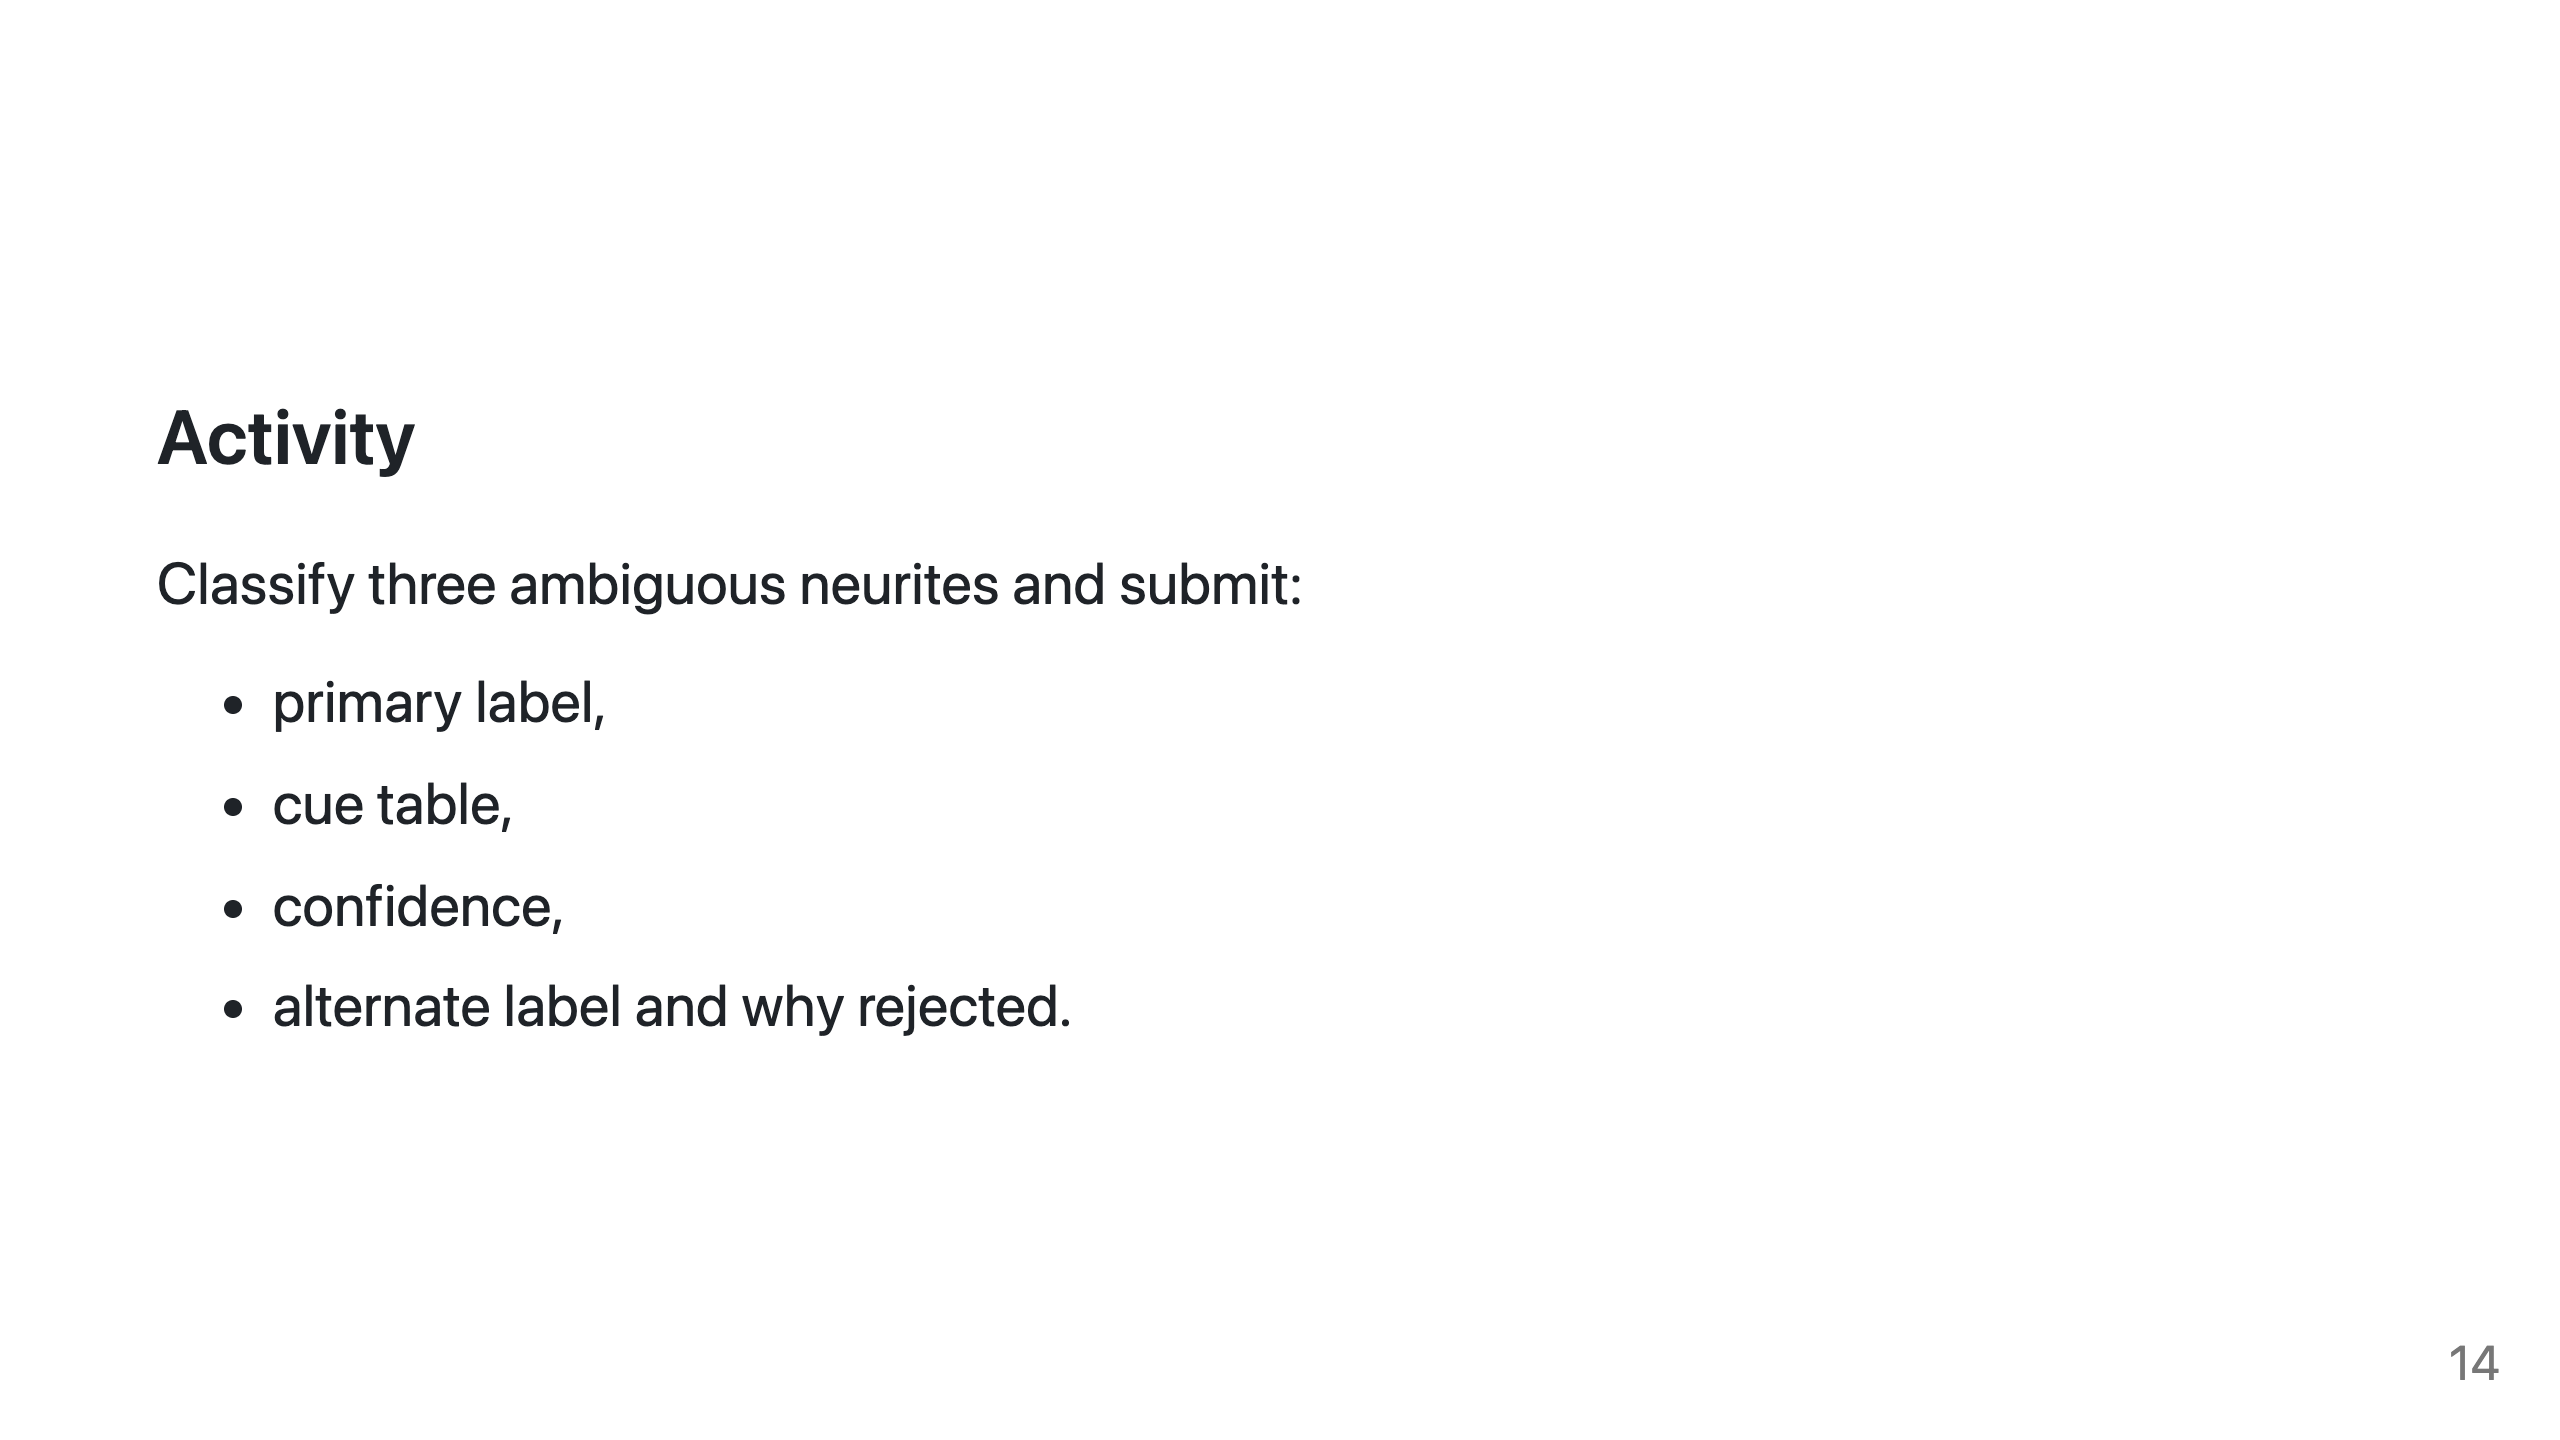 Activity
Classify three ambiguous neurites and submit:
• primary label,
• cue table,
• confidence,
• alternate label and why rejected.
14